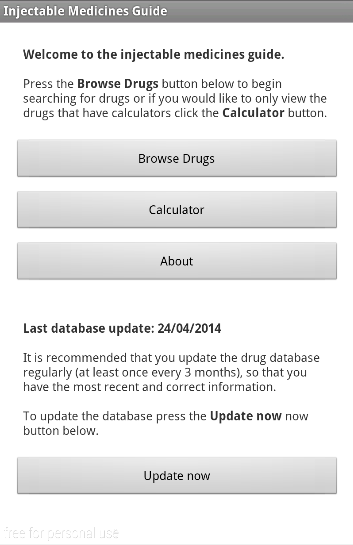 Injectable Medicines Guide
Welcome to the injectable medicines guide.
Press the Browse Drugs button below to begin
searching for drugs or if you would like to only view the
drugs that have calculators click the Calculator button.
Browse Drugs
Calculator
About
Last database update: 24/04/2014
It is recommended that you update the drug database
regularly (at least once every 3 months), so that you
have the most recent and correct information.
To update the database press the Update now now
button below.
Update now
free for personal use